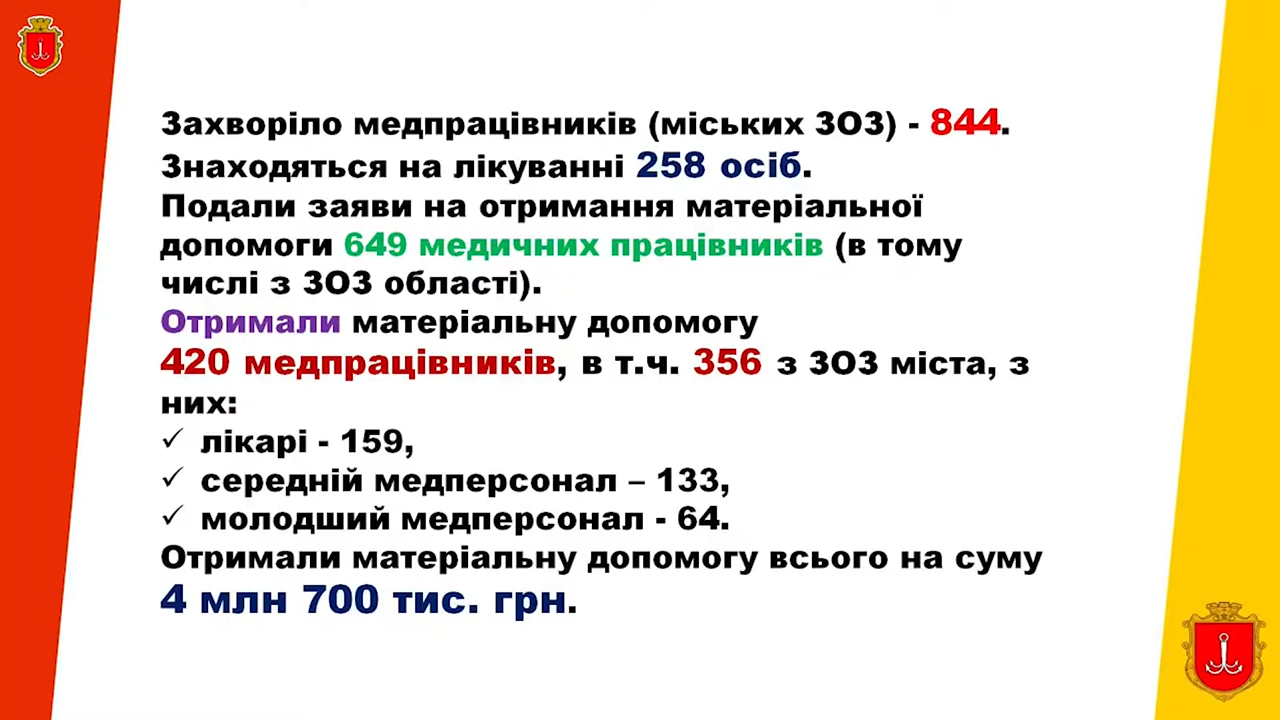 Захворіло медпрацівників (міських ЗОЗ) - 844.
Знаходяться на лікуванні 258 осіб.
Подали заяви на отримання матеріальної
допомоги 649 медичних працівників (в тому
числі з ЗОЗ області).
Отримали матеріальну допомогу
420 медпрацівників, в т.ч. 356 з ЗОЗ міста, з
них:
✓ лікарі - 159,
✓ середній медперсонал – 133,
✓ молодший медперсонал - 64.
Отримали матеріальну допомогу всього на суму
4 млн 700 тис. грн.